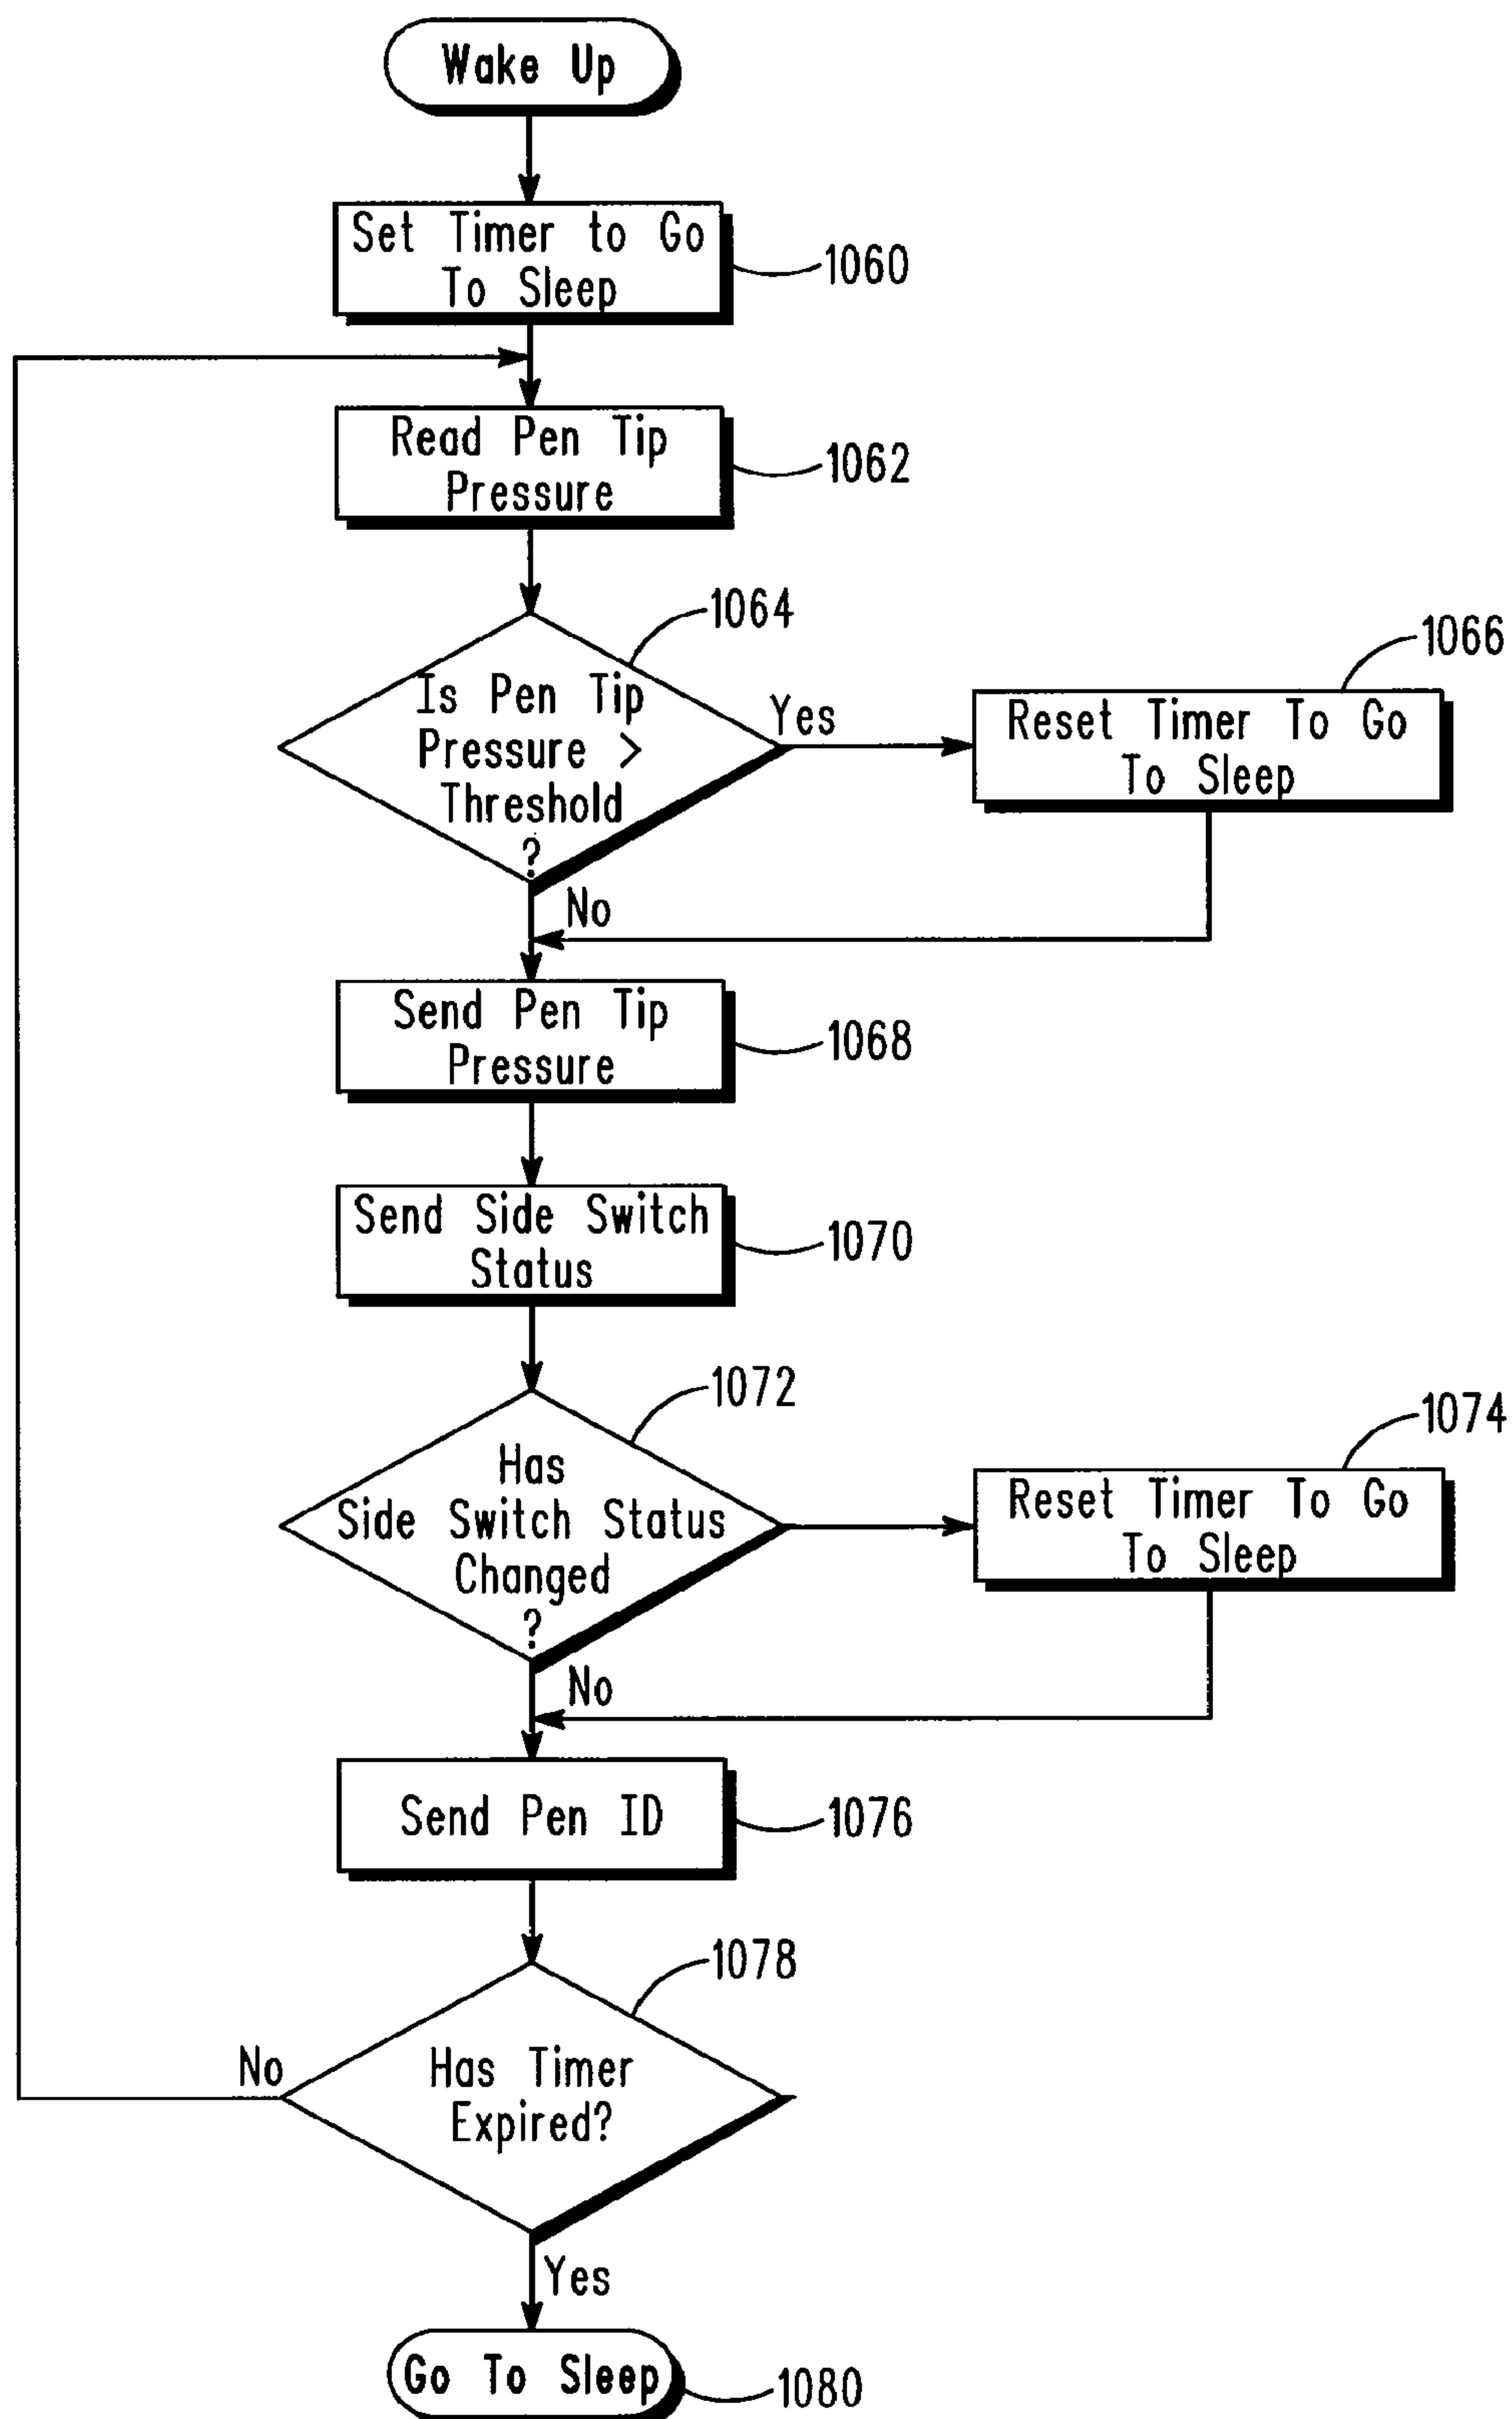 Wake Up
Set Timer to Go
To Sleep
1060
Read Pen Tip
Pressure
1062
1064
Is Pen Tip
Pressure >
Threshold
?
Yes
1066
Reset Timer To Go
To Sleep
No
Send Pen Tip
Pressure
1068
Send Side Switch
Status
1070
1072
Has
Side Switch Status
Changed
?
1074
Reset Timer To Go
To Sleep
No
Send Pen ID
1076
1078
Has Timer
Expired?
No
Yes
Go To Sleep
1080